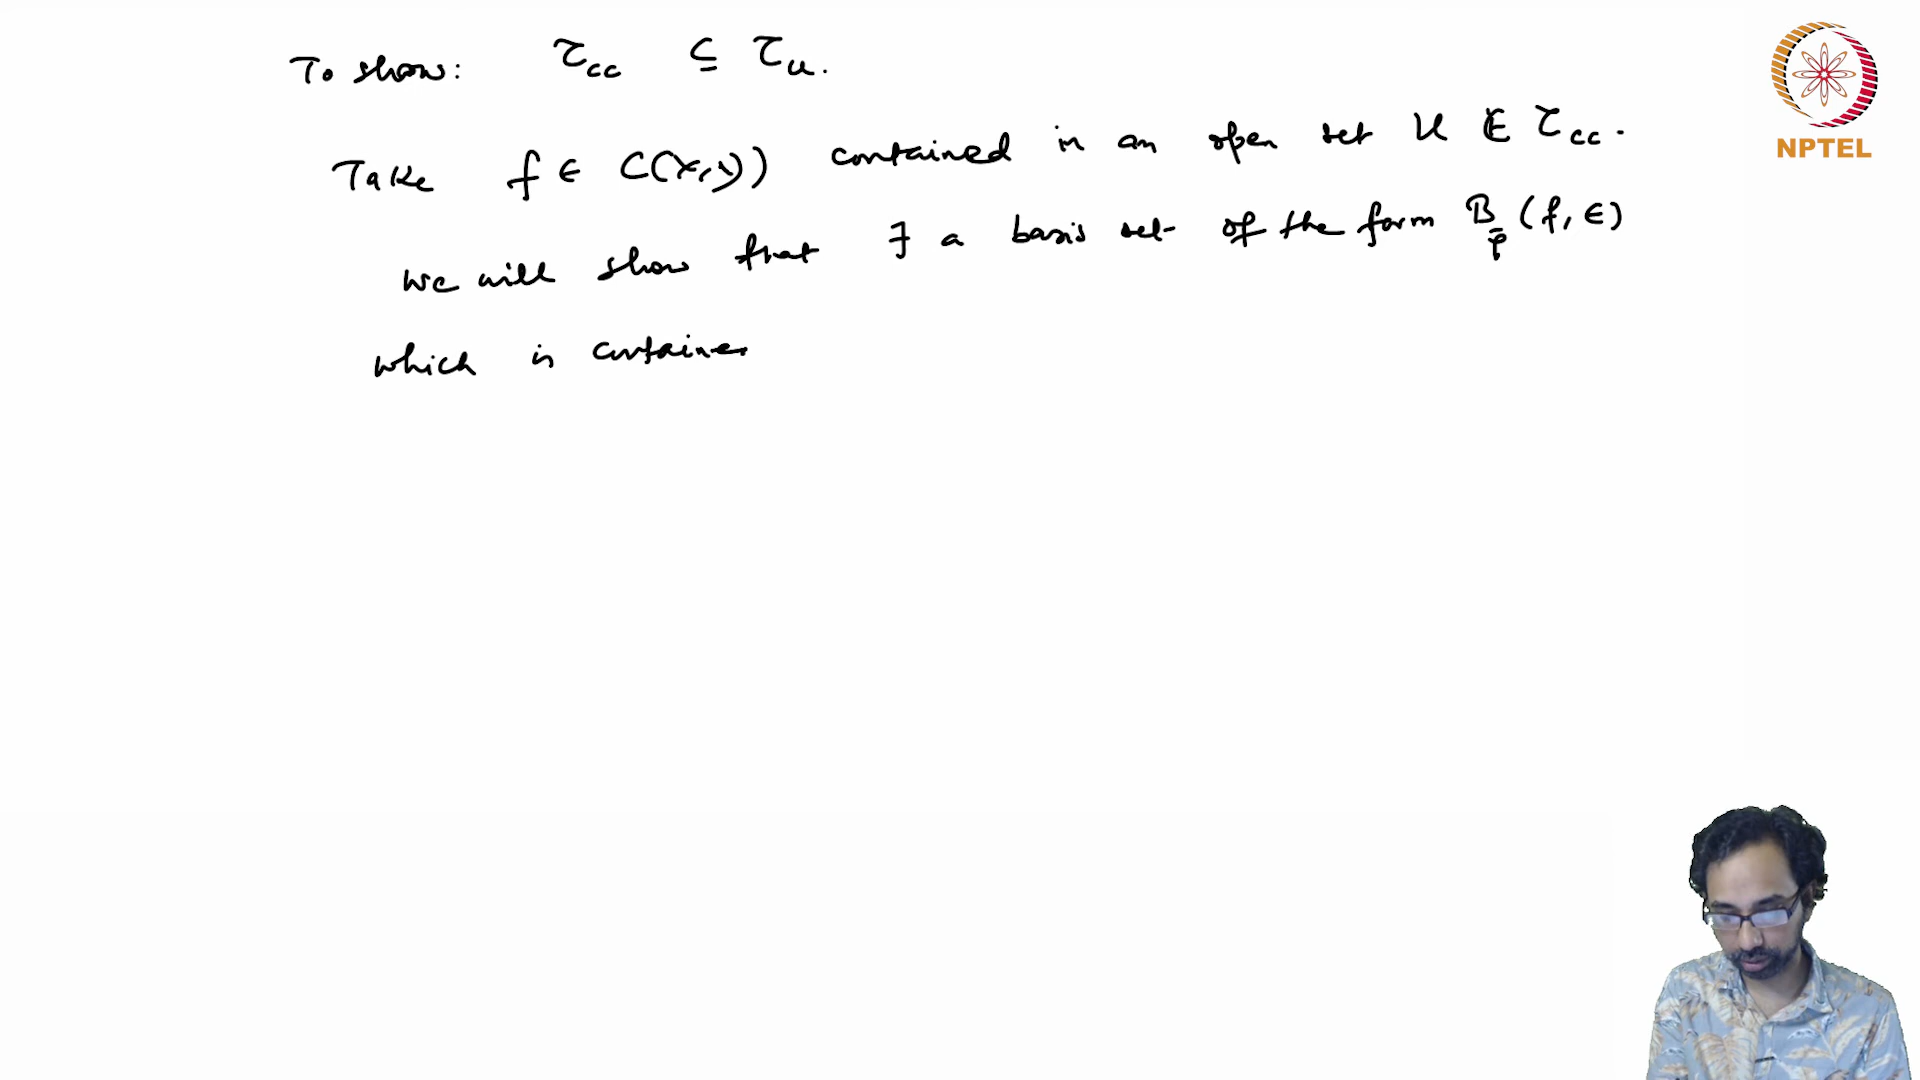 To show: τ_cc ⊆ τ_u.
Take f ∈ C(X,Y) contained in an open set U ∈ τ_cc.
We will show that ∃ a basis set of the form B_ρ̄ (f, ε)
which is containe
NPTEL